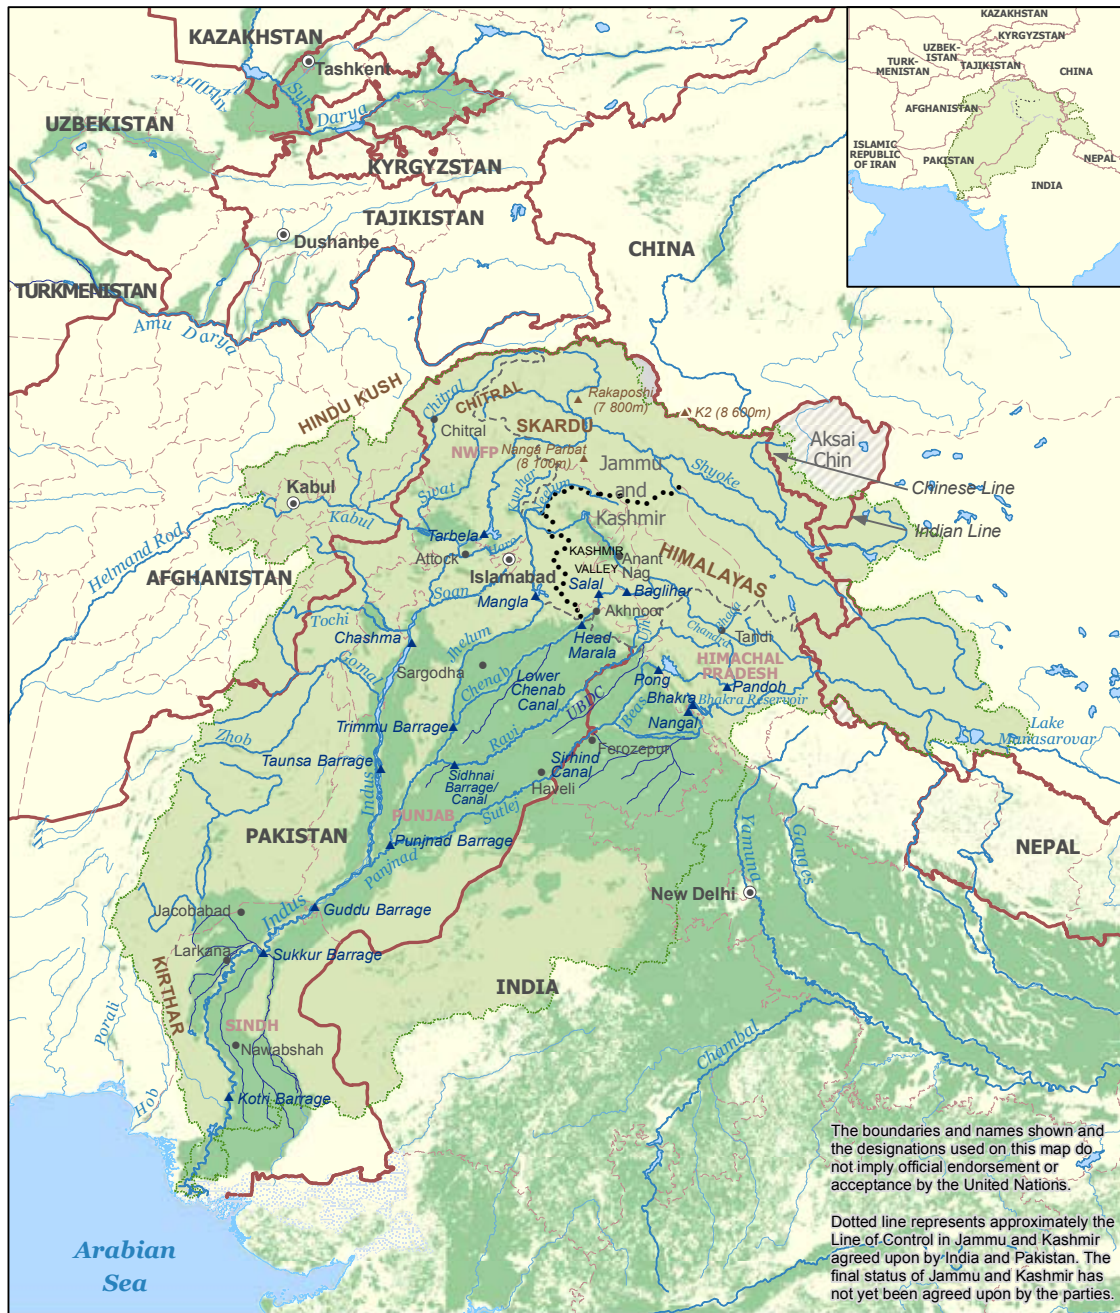 KAZAKHSTAN
Tashkent
Syr
Darya
UZBEKISTAN
KYRGYZSTAN
TAJIKISTAN
Dushanbe
CHINA
TURKMENISTAN
Amu Darya
KAZAKHSTAN
KYRGYZSTAN
UZBEK-
ISTAN
TAJIKISTAN
TURK-
MENISTAN
CHINA
AFGHANISTAN
ISLAMIC
REPUBLIC
OF IRAN
PAKISTAN
NEPAL
INDIA
HINDU KUSH
Chitral
CHITRAL
Chitral
Rakaposhi
(7 800m)
K2 (8 600m)
SKARDU
NWFP
Nanga Parbat
(8 100m)
Jammu
and
Kashmir
Shyoke
Aksai
Chin
Chinese Line
Indian Line
Kabul
Kabul
Swat
Kunhar
Jhelum
Helmand Rod
Tarbela
Haro
Attock
Islamabad
KASHMIR
VALLEY
Anant
Nag
HIMALAYAS
AFGHANISTAN
Soan
Mangla
Salal
Baglihar
Akhnoor
Tochi
Chashma
Jhelum
Head
Marala
Ujh
Chandra
Bhaga
Tandi
Gomal
Sargodha
Chenab
Lower
Chenab
Canal
UBDC
Pong
HIMACHAL
PRADESH
Pandoh
Bhakra
Bhakra Reservoir
Nangal
Beas
Lake
Manasarovar
Zhob
Trimmu Barrage
Ravi
Ferozepur
Taunsa Barrage
Indus
Sidhnai
Barrage/
Canal
Sirhind
Canal
Haveli
Sutlej
PUNJAB
PAKISTAN
Punjnad Barrage
Panjnad
Yamuna
Ganges
NEPAL
New Delhi
Jacobabad
Indus
Guddu Barrage
Larkana
Sukkur Barrage
KIRTHAR
INDIA
Porali
SINDH
Nawabshah
Chambal
Hob
Kotri Barrage
Arabian
Sea
The boundaries and names shown and
the designations used on this map do
not imply official endorsement or
acceptance by the United Nations.
Dotted line represents approximately the
Line of Control in Jammu and Kashmir
agreed upon by India and Pakistan. The
final status of Jammu and Kashmir has
not yet been agreed upon by the parties.